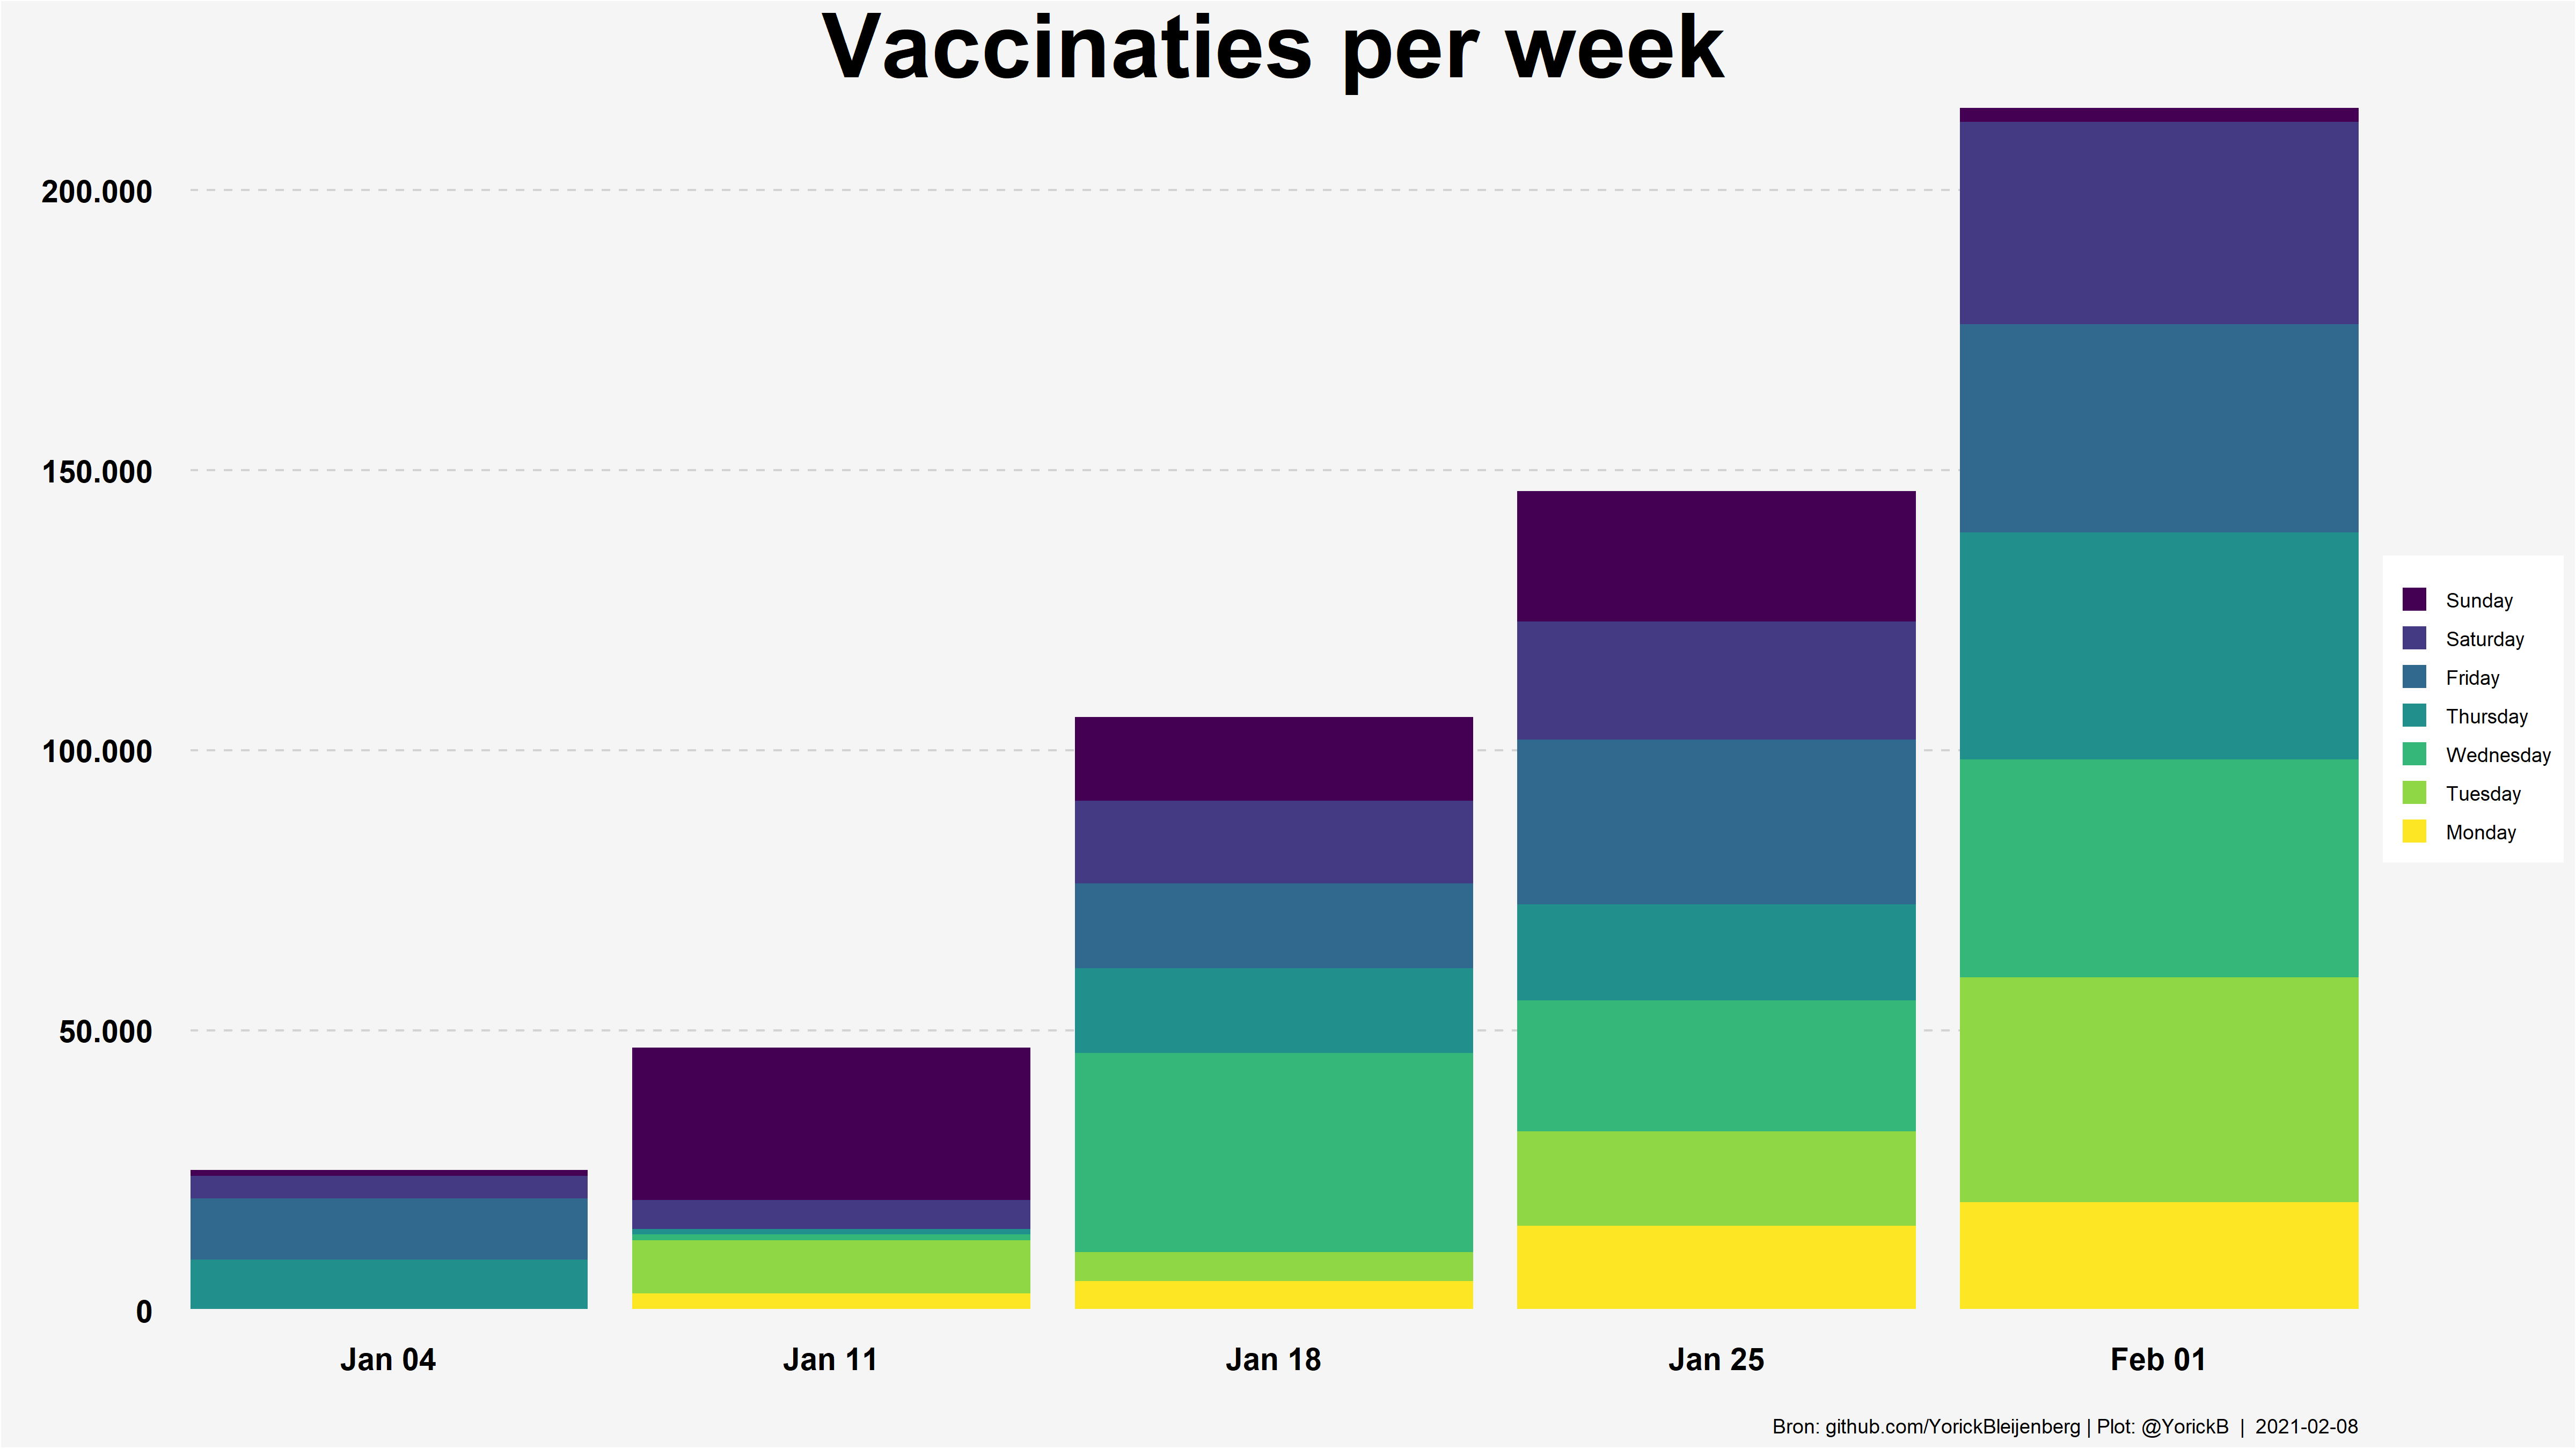 Vaccinaties per week
200.000
150.000
100.000
50.000
0
Jan 04
Jan 11
Jan 18
Jan 25
Feb 01
Sunday
Saturday
Friday
Thursday
Wednesday
Tuesday
Monday
Bron: github.com/YorickBleijenberg | Plot: @YorickB | 2021-02-08